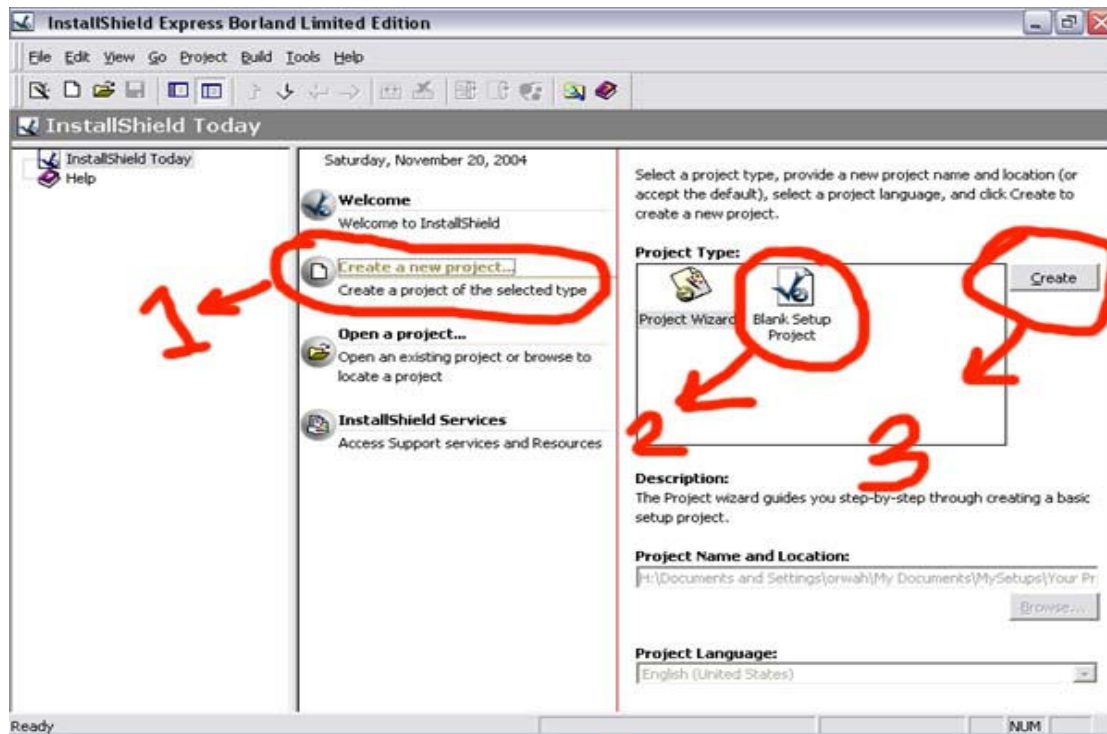 InstallShield Express Borland Limited Edition
File Edit View Go Project Build Tools Help
InstallShield Today
InstallShield Today
Help
Saturday, November 20, 2004
Welcome
Welcome to InstallShield
Create a new project...
Create a project of the selected type
Open a project...
Open an existing project or browse to
locate a project
InstallShield Services
Access Support services and Resources
1
Select a project type, provide a new project name and location (or
accept the default), select a project language, and click Create to
create a new project.
Project Type:
Create
Project Wizard
Blank Setup
Project
2
3
Description:
The Project wizard guides you step-by-step through creating a basic
setup project.
Project Name and Location:
H:\Documents and Settings\orwah\My Documents\MySetups\Your Pr
Browse...
Project Language:
English (United States)
Ready
NUM